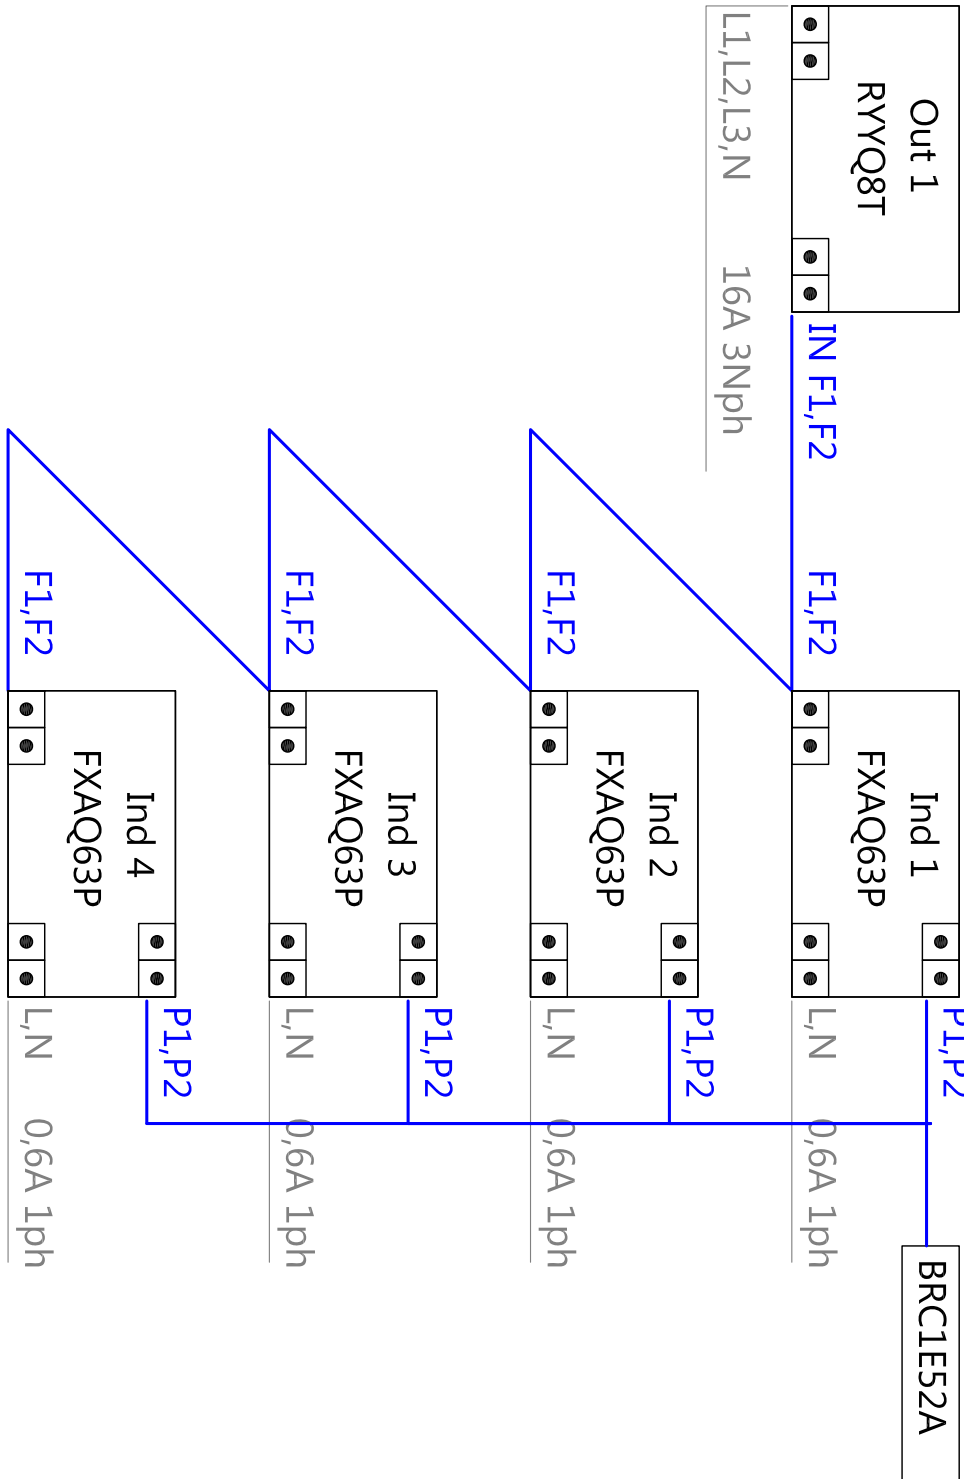 Out 1
RYYQ8T
L1,L2,L3,N 16A 3Nph
IN F1,F2
F1,F2
Ind 1
FXAQ63P
P1,P2
L,N 0,6A 1ph
BRC1E52A
F1,F2
Ind 2
FXAQ63P
P1,P2
L,N 0,6A 1ph
F1,F2
Ind 3
FXAQ63P
P1,P2
L,N 0,6A 1ph
F1,F2
Ind 4
FXAQ63P
P1,P2
L,N 0,6A 1ph